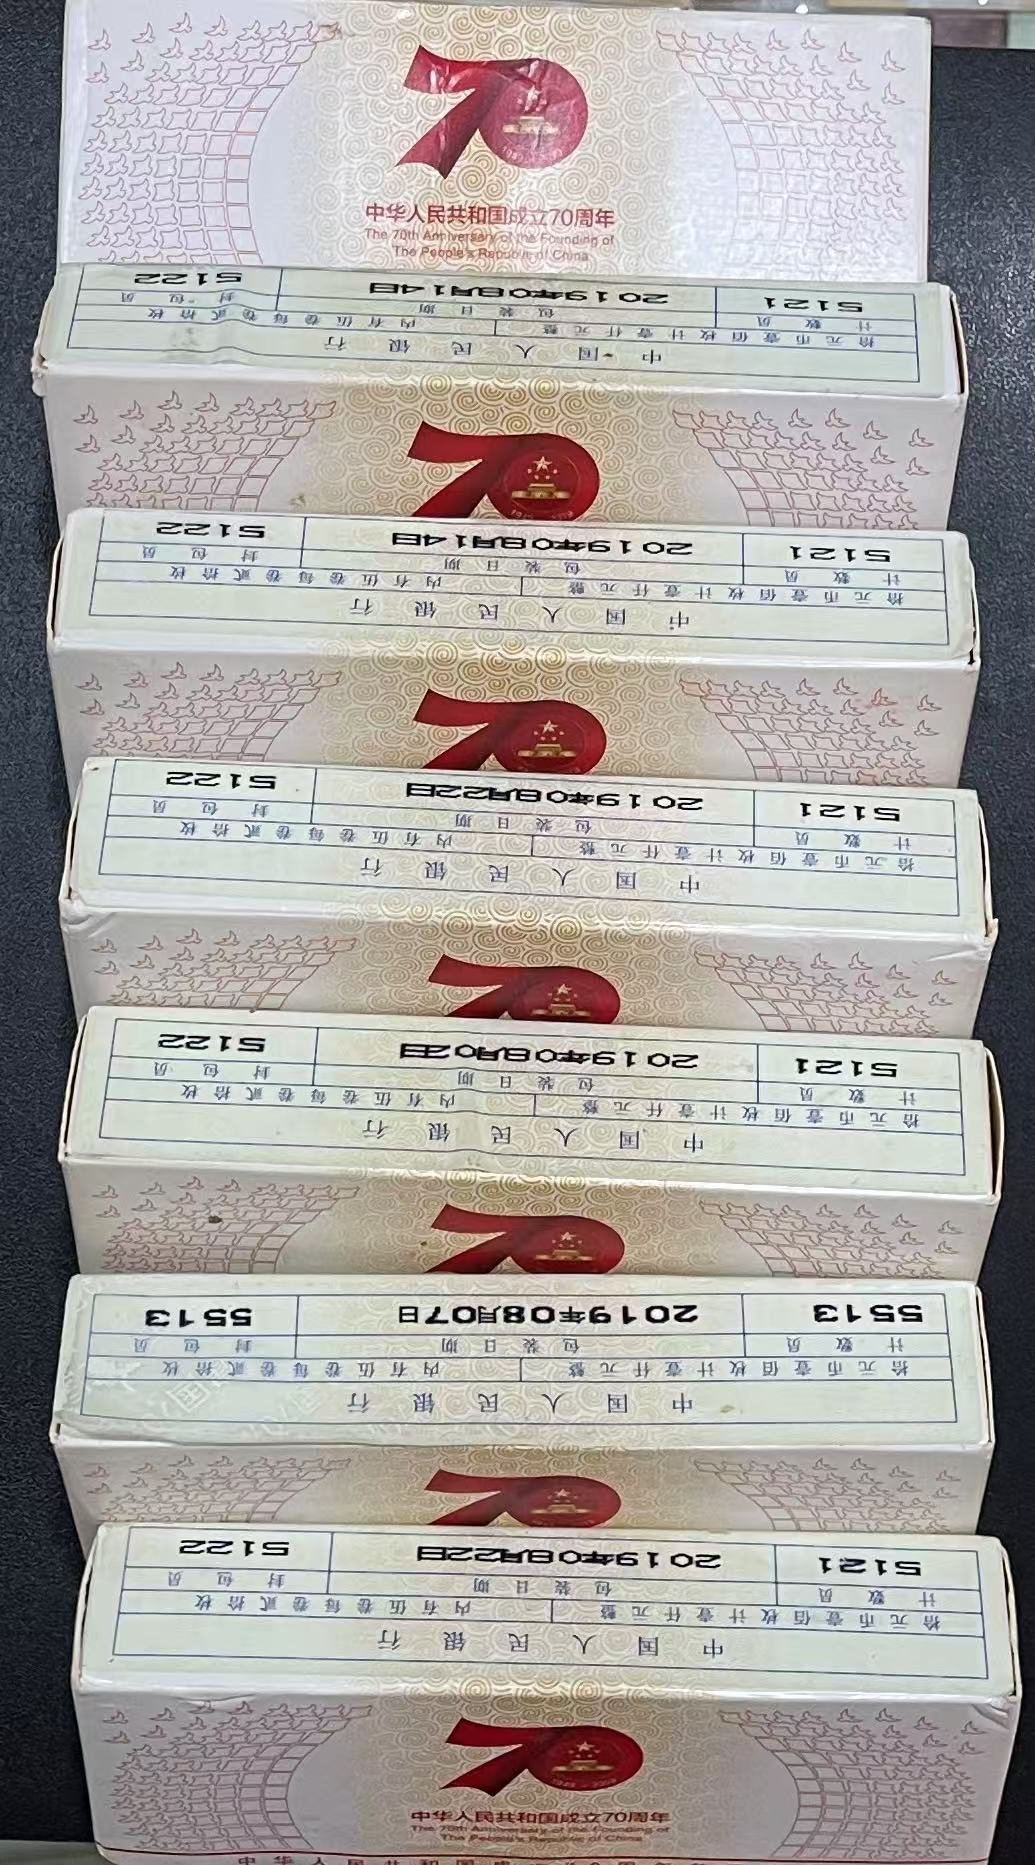 70
中华人民共和国成立70周年
The 70th Anniversary of the Founding of
The People's Republic of China
中国人民银行
拾元币壹佰枚计壹仟元整 内有伍卷每卷贰拾枚
计数员 包装日期 封包员
5121 2019年08月14日 5122
70
中国人民银行
拾元币壹佰枚计壹仟元整 内有伍卷每卷贰拾枚
计数员 包装日期 封包员
5121 2019年08月14日 5122
70
中国人民银行
拾元币壹佰枚计壹仟元整 内有伍卷每卷贰拾枚
计数员 包装日期 封包员
5121 2019年08月22日 5122
70
中国人民银行
拾元币壹佰枚计壹仟元整 内有伍卷每卷贰拾枚
计数员 包装日期 封包员
5121 2019年08月02日 5122
70
中国人民银行
拾元币壹佰枚计壹仟元整 内有伍卷每卷贰拾枚
计数员 包装日期 封包员
5513 2019年08月07日 5513
70
中国人民银行
拾元币壹佰枚计壹仟元整 内有伍卷每卷贰拾枚
计数员 包装日期 封包员
5121 2019年08月22日 5122
70
1949-2019
中华人民共和国成立70周年
The 70th Anniversary of the Founding of
The People's Republic of China